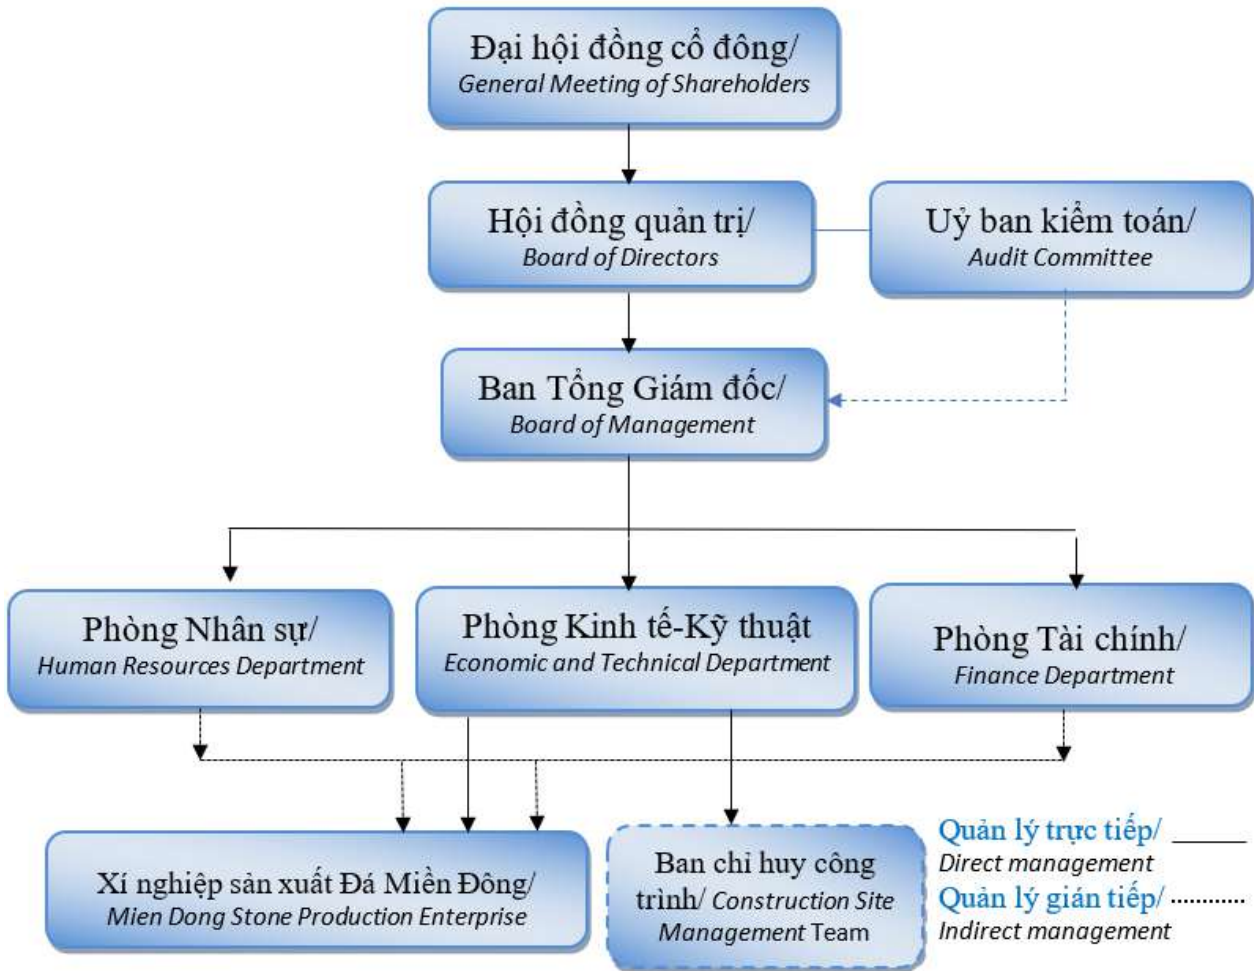 Đại hội đồng cổ đông/
General Meeting of Shareholders
Hội đồng quản trị/
Board of Directors
Uỷ ban kiểm toán/
Audit Committee
Ban Tổng Giám đốc/
Board of Management
Phòng Nhân sự/
Human Resources Department
Phòng Kinh tế-Kỹ thuật
Economic and Technical Department
Phòng Tài chính/
Finance Department
Xí nghiệp sản xuất Đá Miền Đông/
Mien Dong Stone Production Enterprise
Ban chỉ huy công
trình/ Construction Site
Management Team
Quản lý trực tiếp/
Direct management
Quản lý gián tiếp/
Indirect management